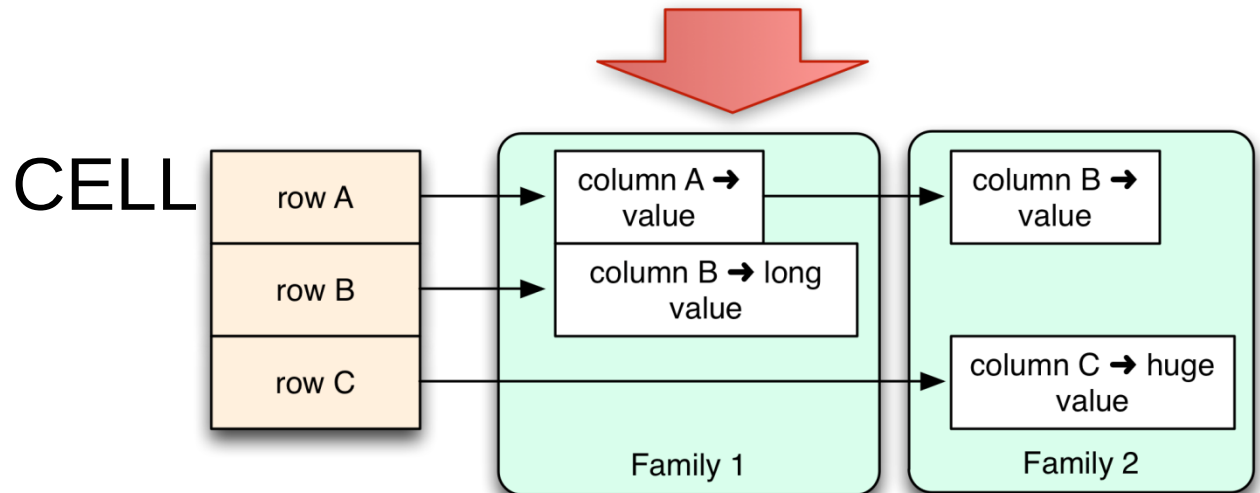 CELL
row A
column A ➜
value
column B ➜
value
row B
column B ➜ long
value
row C
column C ➜ huge
value
Family 1
Family 2